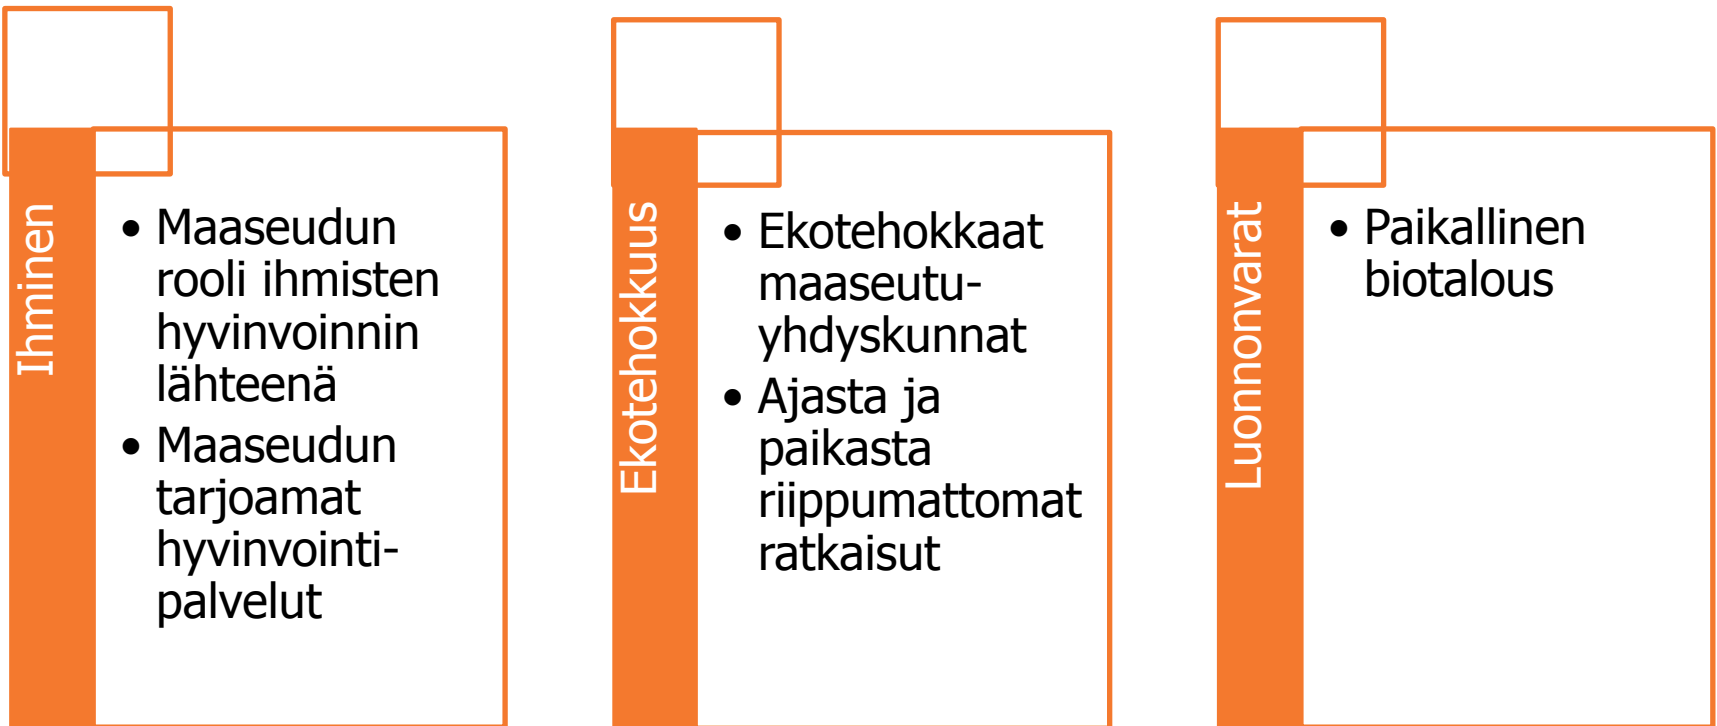 Ihminen
• Maaseudun
rooli ihmisten
hyvinvoinnin
lähteenä
• Maaseudun
tarjoamat
hyvinvointi-
palvelut
Ekotehokkuus
• Ekotehokkaat
maaseutu-
yhdyskunnat
• Ajasta ja
paikasta
riippumattomat
ratkaisut
Luonnonvarat
• Paikallinen
biotalous